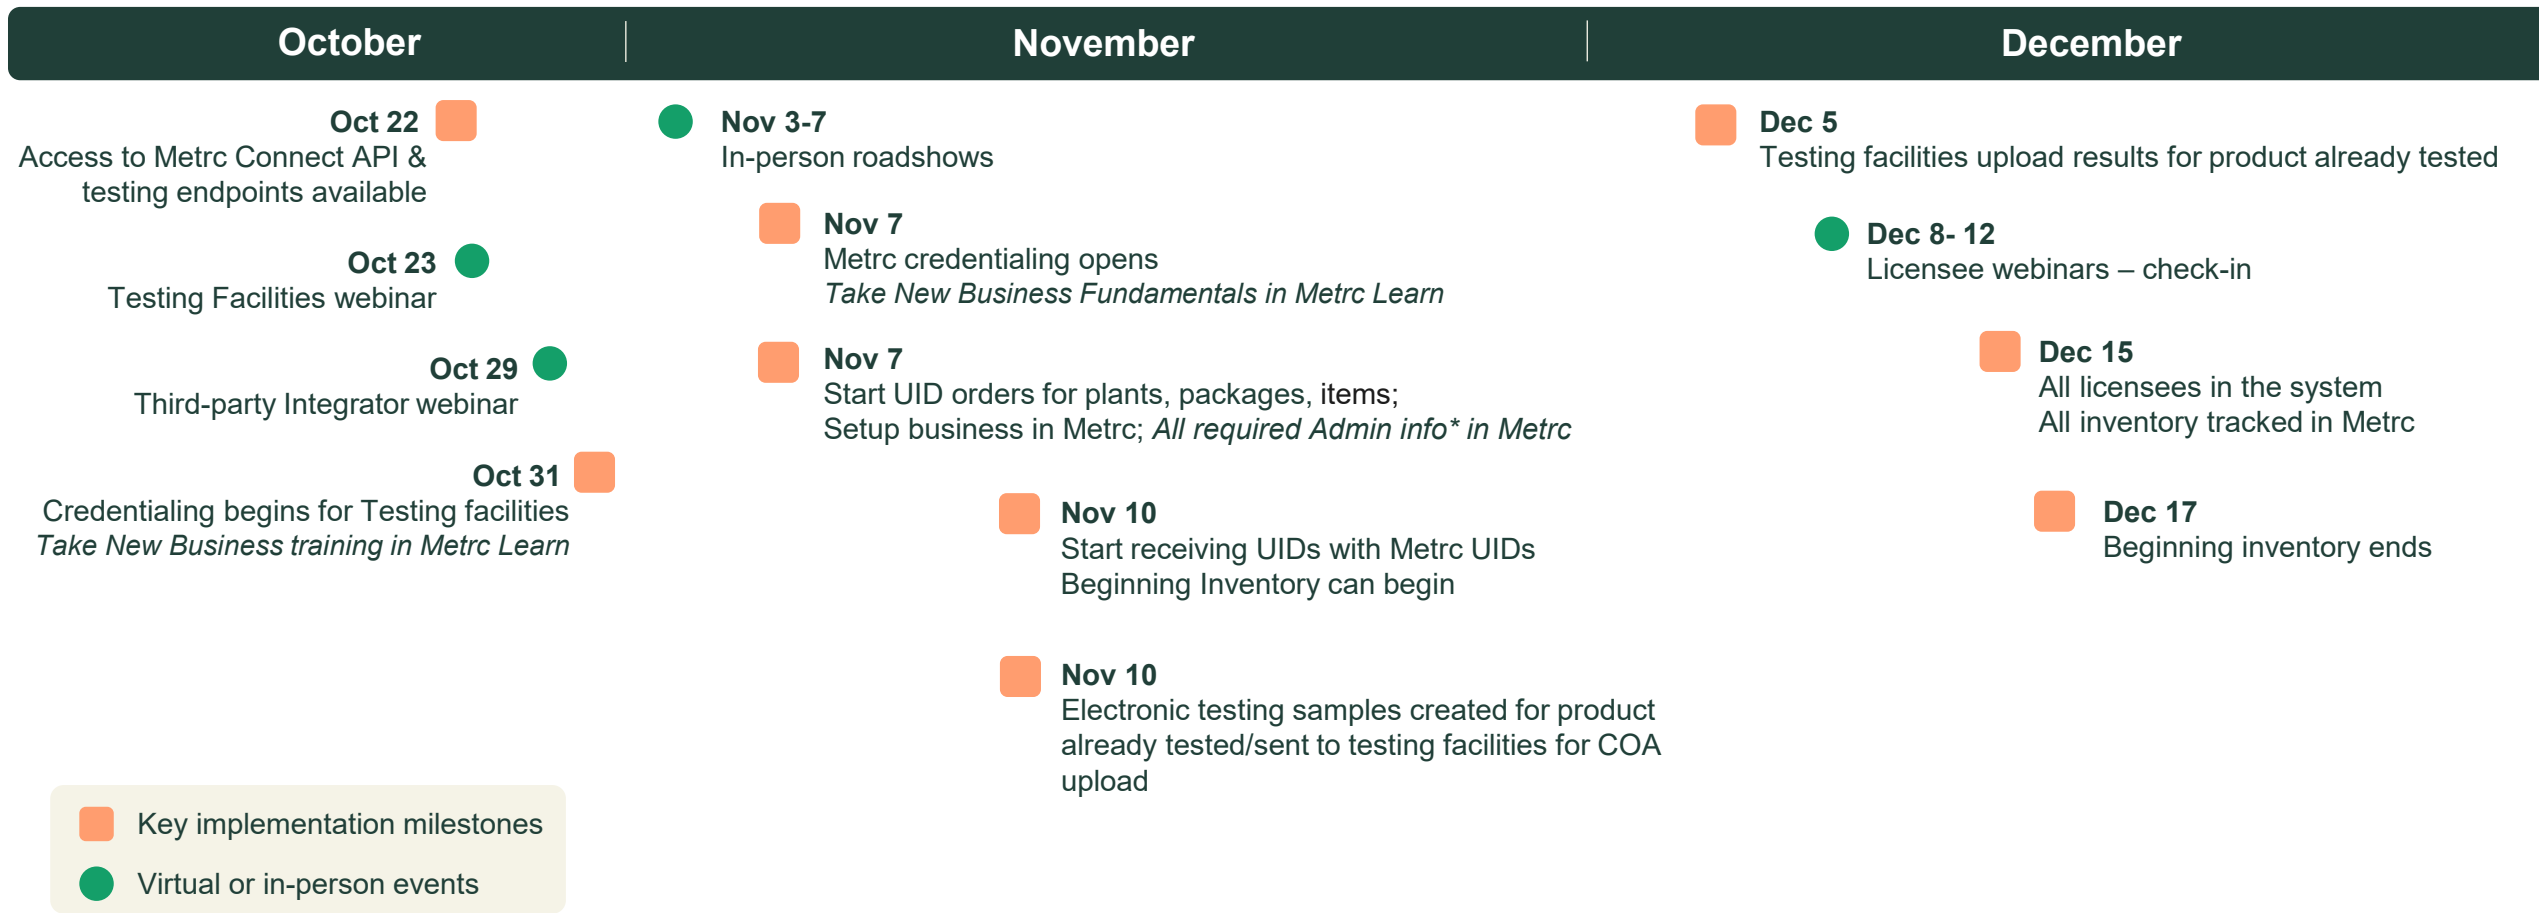 October
November
December
Oct 22
Access to Metrc Connect API &
testing endpoints available
Oct 23
Testing Facilities webinar
Oct 29
Third-party Integrator webinar
Oct 31
Credentialing begins for Testing facilities
Take New Business training in Metrc Learn
Nov 3-7
In-person roadshows
Nov 7
Metrc credentialing opens
Take New Business Fundamentals in Metrc Learn
Nov 7
Start UID orders for plants, packages, items;
Setup business in Metrc; All required Admin info* in Metrc
Nov 10
Start receiving UIDs with Metrc UIDs
Beginning Inventory can begin
Nov 10
Electronic testing samples created for product
already tested/sent to testing facilities for COA
upload
Dec 5
Testing facilities upload results for product already tested
Dec 8- 12
Licensee webinars – check-in
Dec 15
All licensees in the system
All inventory tracked in Metrc
Dec 17
Beginning inventory ends
Key implementation milestones
Virtual or in-person events